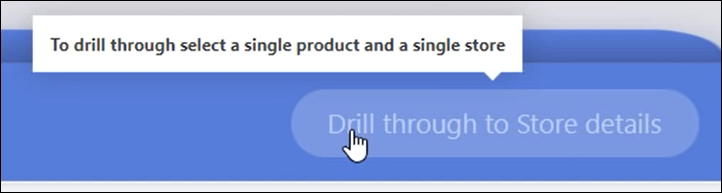 To drill through select a single product and a single store
Drill through to Store details